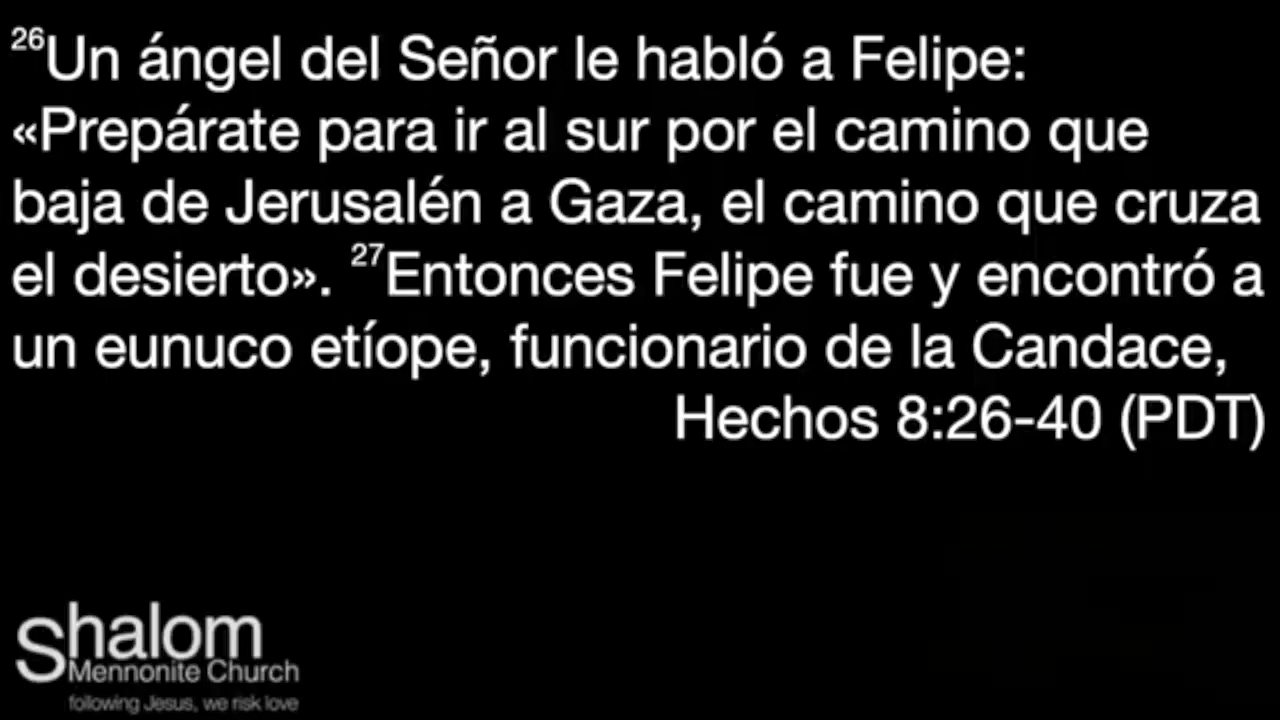 26Un ángel del Señor le habló a Felipe:
«Prepárate para ir al sur por el camino que
baja de Jerusalén a Gaza, el camino que cruza
el desierto». 27Entonces Felipe fue y encontró a
un eunuco etíope, funcionario de la Candace,
Hechos 8:26-40 (PDT)
Shalom
Mennonite Church
following Jesus, we risk love